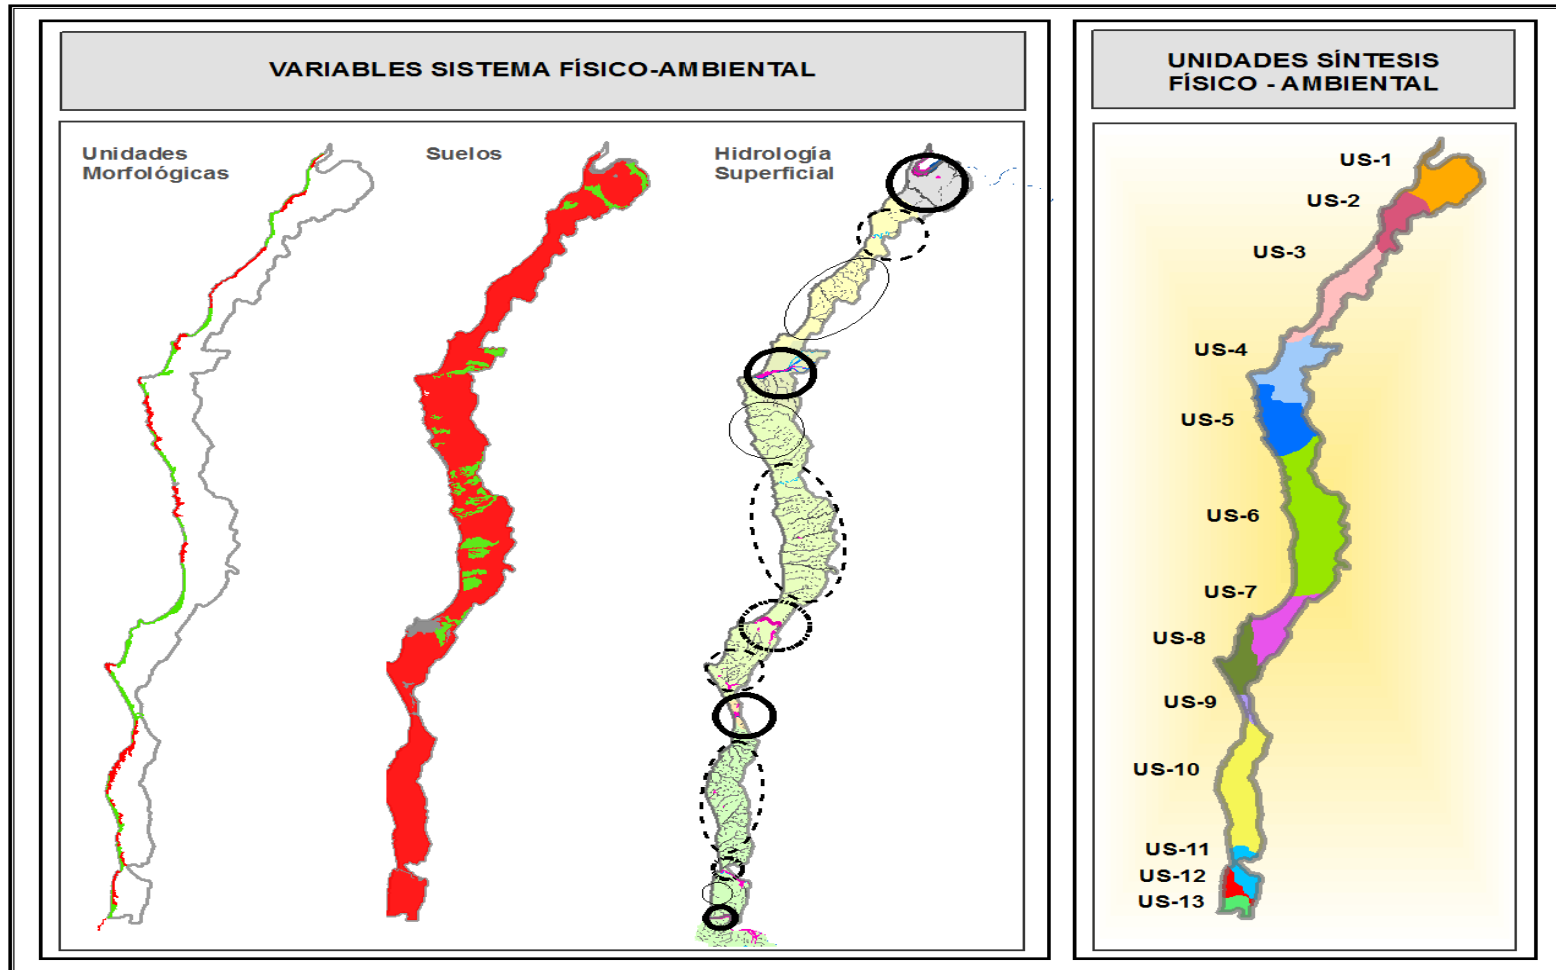 VARIABLES SISTEMA FÍSICO-AMBIENTAL
Unidades
Morfológicas
Suelos
Hidrología
Superficial
UNIDADES SÍNTESIS
FÍSICO - AMBIENTAL
US-1
US-2
US-3
US-4
US-5
US-6
US-7
US-8
US-9
US-10
US-11
US-12
US-13